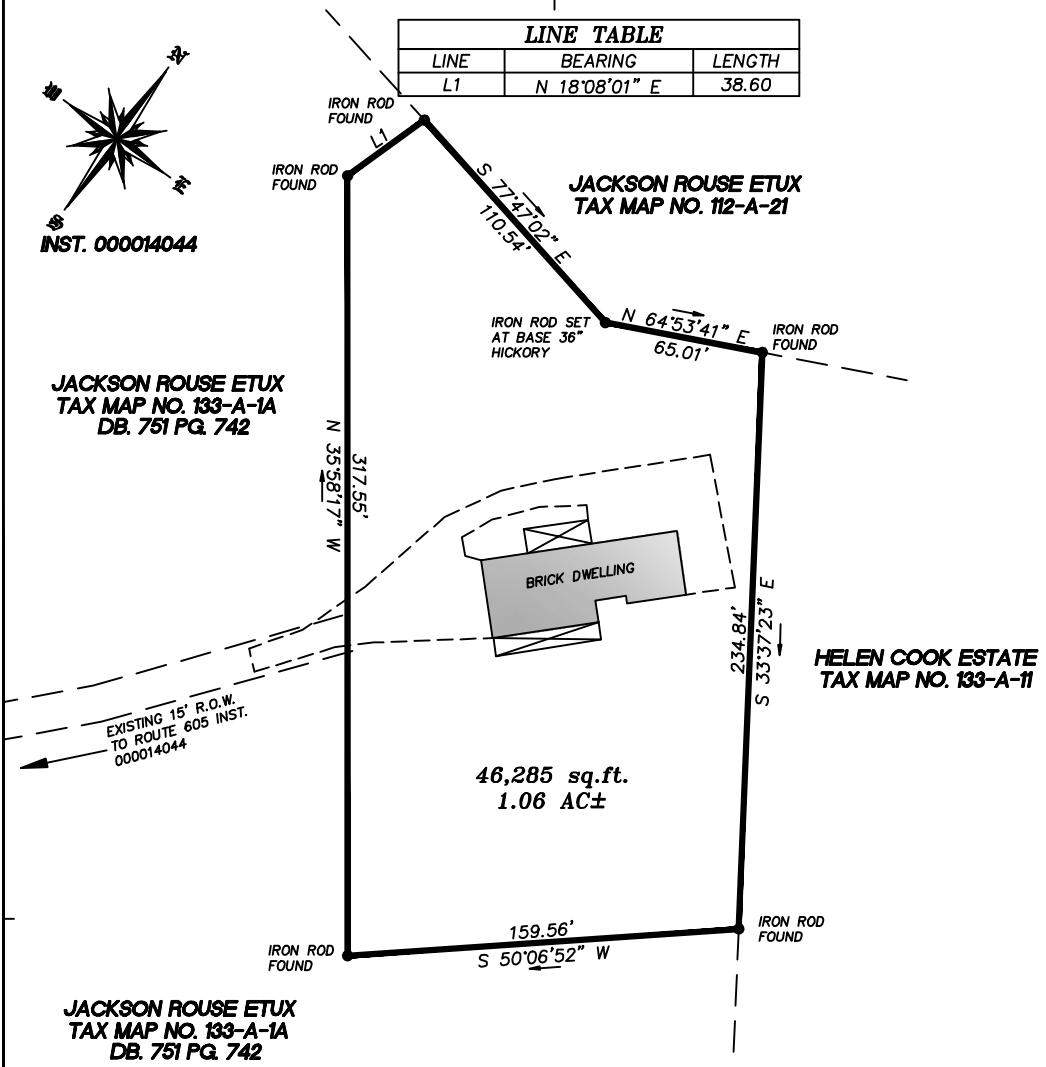 LINE TABLE
LINE BEARING LENGTH
L1 N 18°08'01" E 38.60
N
W
E
S
INST. 000014044
IRON ROD
FOUND
L1
IRON ROD
FOUND
S 77°47'02" E
110.54'
JACKSON ROUSE ETUX
TAX MAP NO. 112-A-21
IRON ROD SET
AT BASE 36"
HICKORY
N 64°53'41" E
65.01'
IRON ROD
FOUND
JACKSON ROUSE ETUX
TAX MAP NO. 133-A-1A
DB. 751 PG. 742
N 35°58'17" W
317.55'
BRICK DWELLING
234.84'
S 33°37'23" E
HELEN COOK ESTATE
TAX MAP NO. 133-A-11
EXISTING 15' R.O.W.
TO ROUTE 605 INST.
000014044
46,285 sq.ft.
1.06 AC±
159.56'
S 50°06'52" W
IRON ROD
FOUND
IRON ROD
FOUND
JACKSON ROUSE ETUX
TAX MAP NO. 133-A-1A
DB. 751 PG. 742